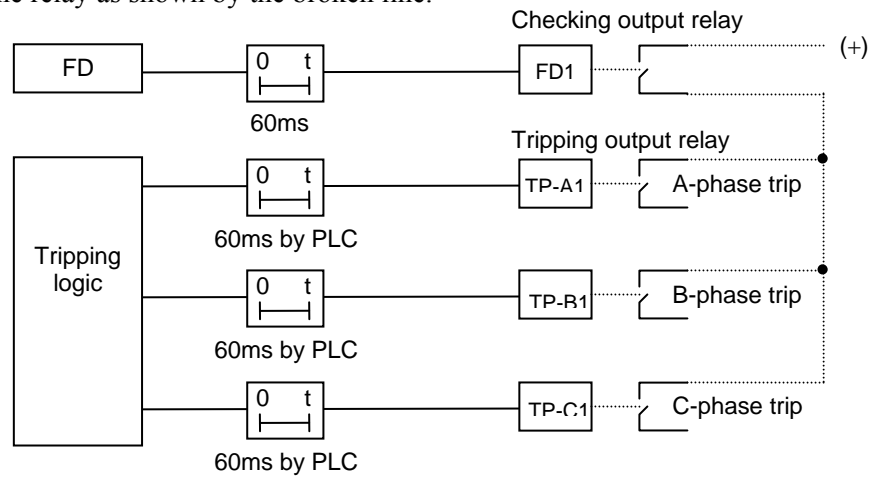 the relay as shown by the broken line.
Checking output relay
(+)
FD
0 t
FD1
60ms
Tripping output relay
0 t
TP-A1
A-phase trip
60ms by PLC
Tripping
logic
0 t
TP-B1
B-phase trip
60ms by PLC
0 t
TP-C1
C-phase trip
60ms by PLC